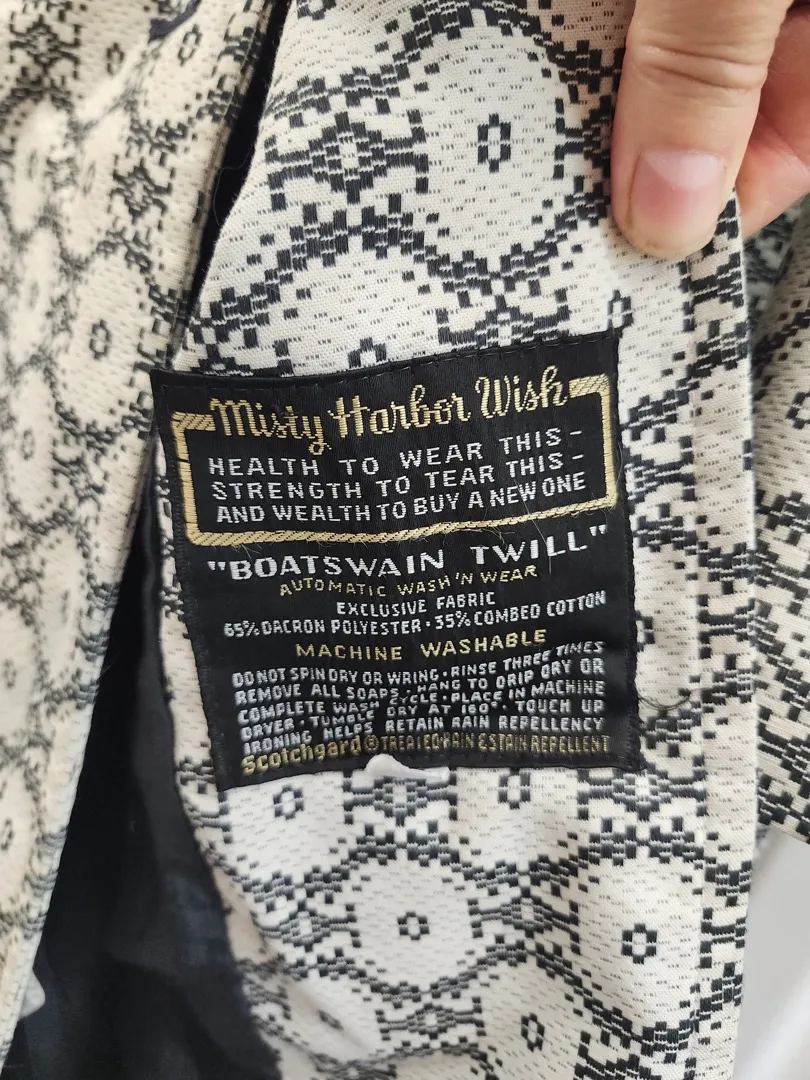 Misty Harbor Wish
HEALTH TO WEAR THIS -
STRENGTH TO TEAR THIS -
AND WEALTH TO BUY A NEW ONE
"BOATSWAIN TWILL"
AUTOMATIC WASH 'N WEAR
EXCLUSIVE FABRIC
65% DACRON POLYESTER · 35% COMBED COTTON
MACHINE WASHABLE
DO NOT SPIN DRY OR WRING · RINSE THREE TIMES
REMOVE ALL SOAPS · HANG TO DRIP DRY OR
COMPLETE WASH CYCLE · PLACE IN MACHINE
DRYER · TUMBLE DRY AT 160° · TOUCH UP
IRONING HELPS RETAIN RAIN REPELLENCY
Scotchgard® TREATED RAIN & STAIN REPELLENT